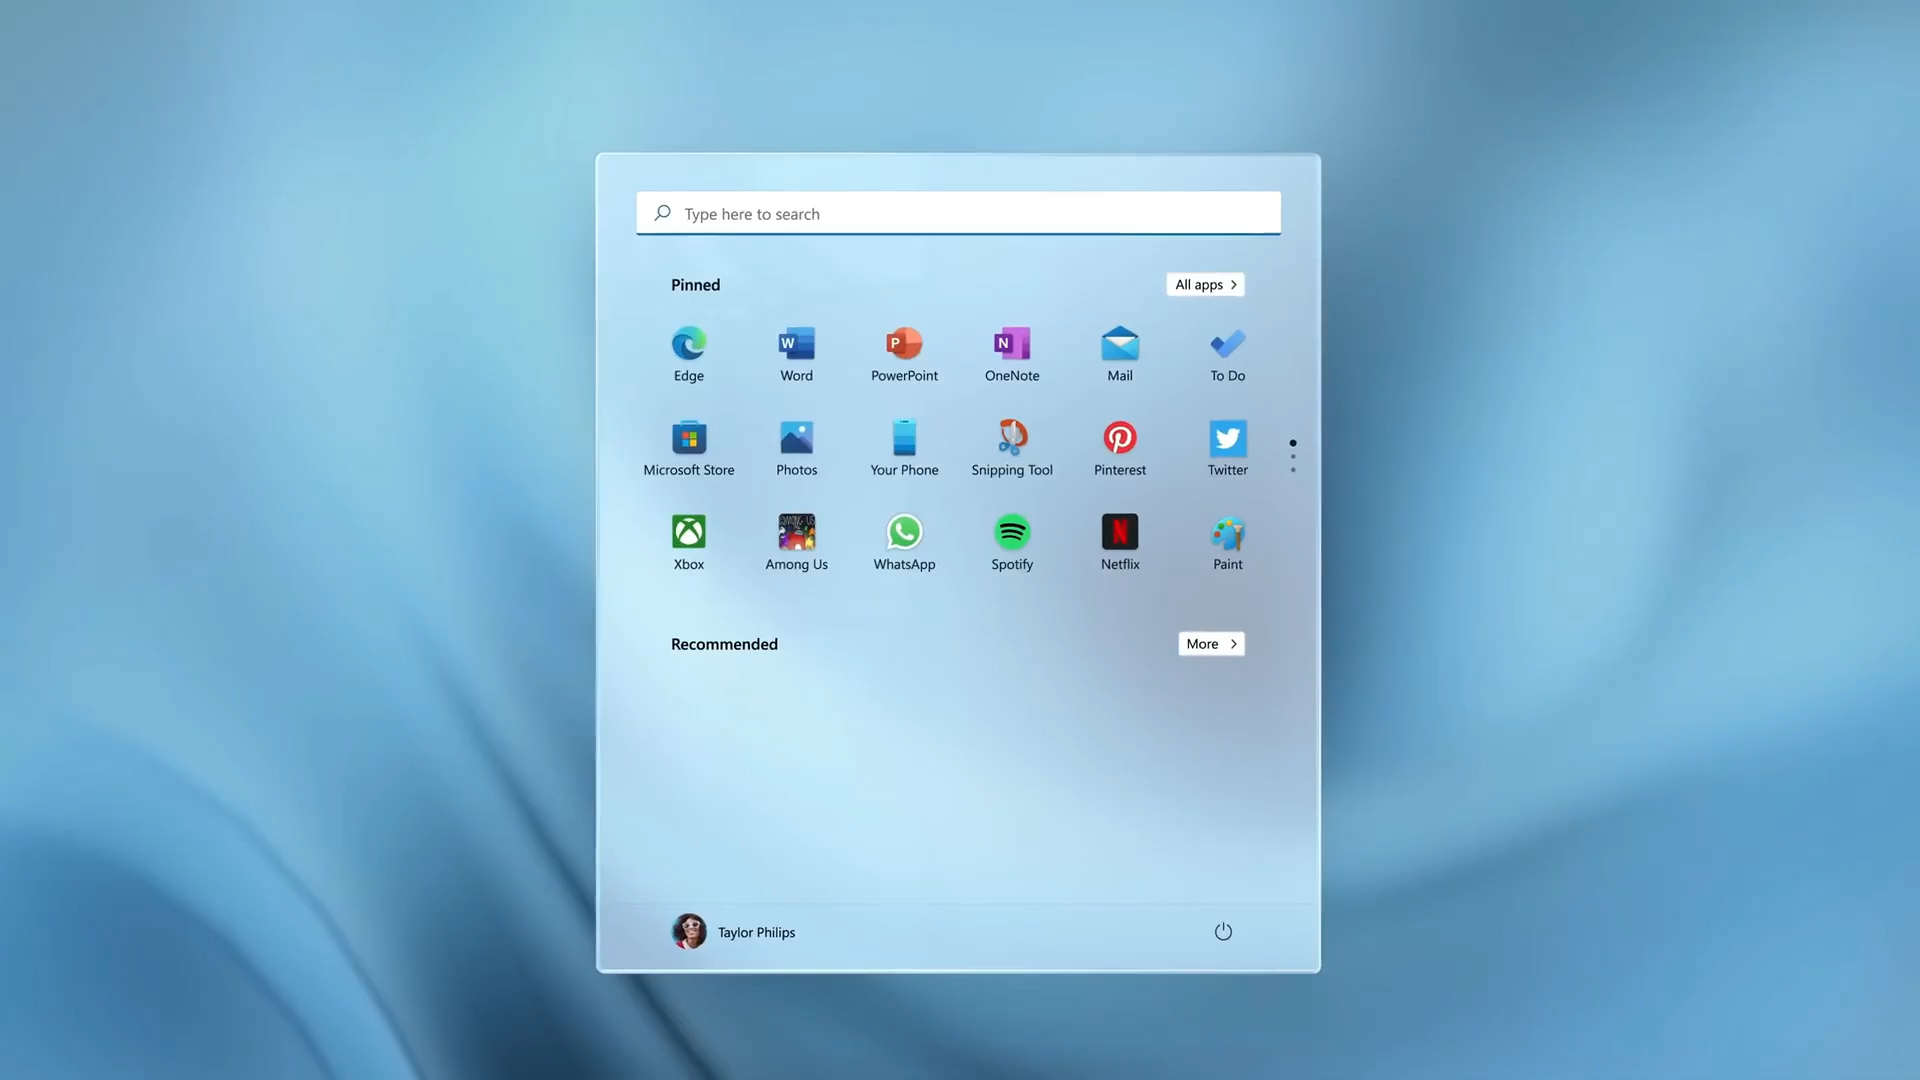 Type here to search
Pinned
All apps
Edge
Word
PowerPoint
OneNote
Mail
To Do
Microsoft Store
Photos
Your Phone
Snipping Tool
Pinterest
Twitter
Xbox
Among Us
WhatsApp
Spotify
Netflix
Paint
Recommended
More
Taylor Philips